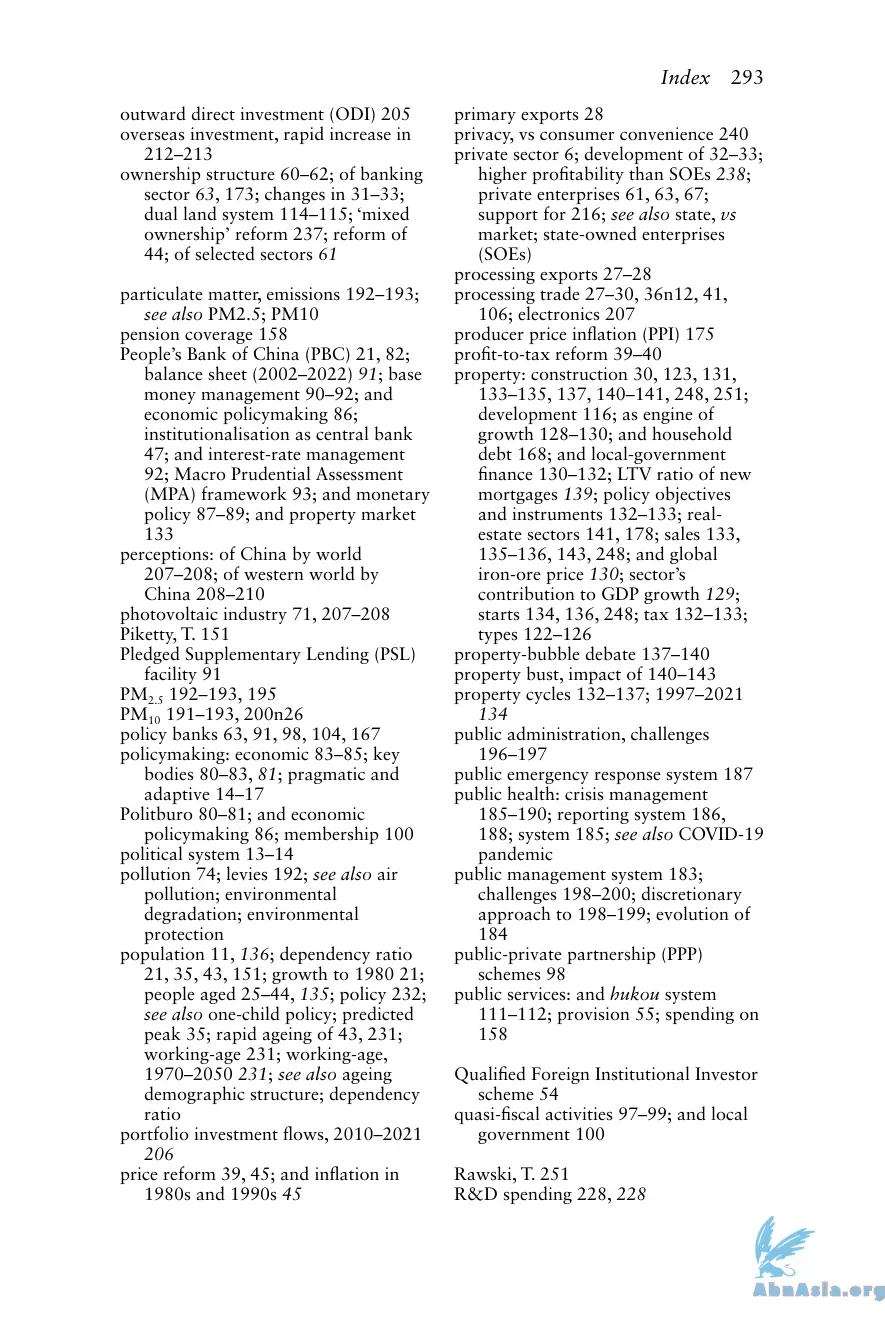 Index 293
outward direct investment (ODI) 205
overseas investment, rapid increase in
212–213
ownership structure 60–62; of banking
sector 63, 173; changes in 31–33;
dual land system 114–115; ‘mixed
ownership’ reform 237; reform of
44; of selected sectors 61
particulate matter, emissions 192–193;
see also PM2.5; PM10
pension coverage 158
People’s Bank of China (PBC) 21, 82;
balance sheet (2002–2022) 91; base
money management 90–92; and
economic policymaking 86;
institutionalisation as central bank
47; and interest-rate management
92; Macro Prudential Assessment
(MPA) framework 93; and monetary
policy 87–89; and property market
133
perceptions: of China by world
207–208; of western world by
China 208–210
photovoltaic industry 71, 207–208
Piketty, T. 151
Pledged Supplementary Lending (PSL)
facility 91
PM2.5 192–193, 195
PM10 191–193, 200n26
policy banks 63, 91, 98, 104, 167
policymaking: economic 83–85; key
bodies 80–83, 81; pragmatic and
adaptive 14–17
Politburo 80–81; and economic
policymaking 86; membership 100
political system 13–14
pollution 74; levies 192; see also air
pollution; environmental
degradation; environmental
protection
population 11, 136; dependency ratio
21, 35, 43, 151; growth to 1980 21;
people aged 25–44, 135; policy 232;
see also one-child policy; predicted
peak 35; rapid ageing of 43, 231;
working-age 231; working-age,
1970–2050 231; see also ageing
demographic structure; dependency
ratio
portfolio investment flows, 2010–2021
206
price reform 39, 45; and inflation in
1980s and 1990s 45
primary exports 28
privacy, vs consumer convenience 240
private sector 6; development of 32–33;
higher profitability than SOEs 238;
private enterprises 61, 63, 67;
support for 216; see also state, vs
market; state-owned enterprises
(SOEs)
processing exports 27–28
processing trade 27–30, 36n12, 41,
106; electronics 207
producer price inflation (PPI) 175
profit-to-tax reform 39–40
property: construction 30, 123, 131,
133–135, 137, 140–141, 248, 251;
development 116; as engine of
growth 128–130; and household
debt 168; and local-government
finance 130–132; LTV ratio of new
mortgages 139; policy objectives
and instruments 132–133; real-
estate sectors 141, 178; sales 133,
135–136, 143, 248; and global
iron-ore price 130; sector’s
contribution to GDP growth 129;
starts 134, 136, 248; tax 132–133;
types 122–126
property-bubble debate 137–140
property bust, impact of 140–143
property cycles 132–137; 1997–2021
134
public administration, challenges
196–197
public emergency response system 187
public health: crisis management
185–190; reporting system 186,
188; system 185; see also COVID-19
pandemic
public management system 183;
challenges 198–200; discretionary
approach to 198–199; evolution of
184
public-private partnership (PPP)
schemes 98
public services: and hukou system
111–112; provision 55; spending on
158
Qualified Foreign Institutional Investor
scheme 54
quasi-fiscal activities 97–99; and local
government 100
Rawski, T. 251
R&D spending 228, 228
AbnAsia.org